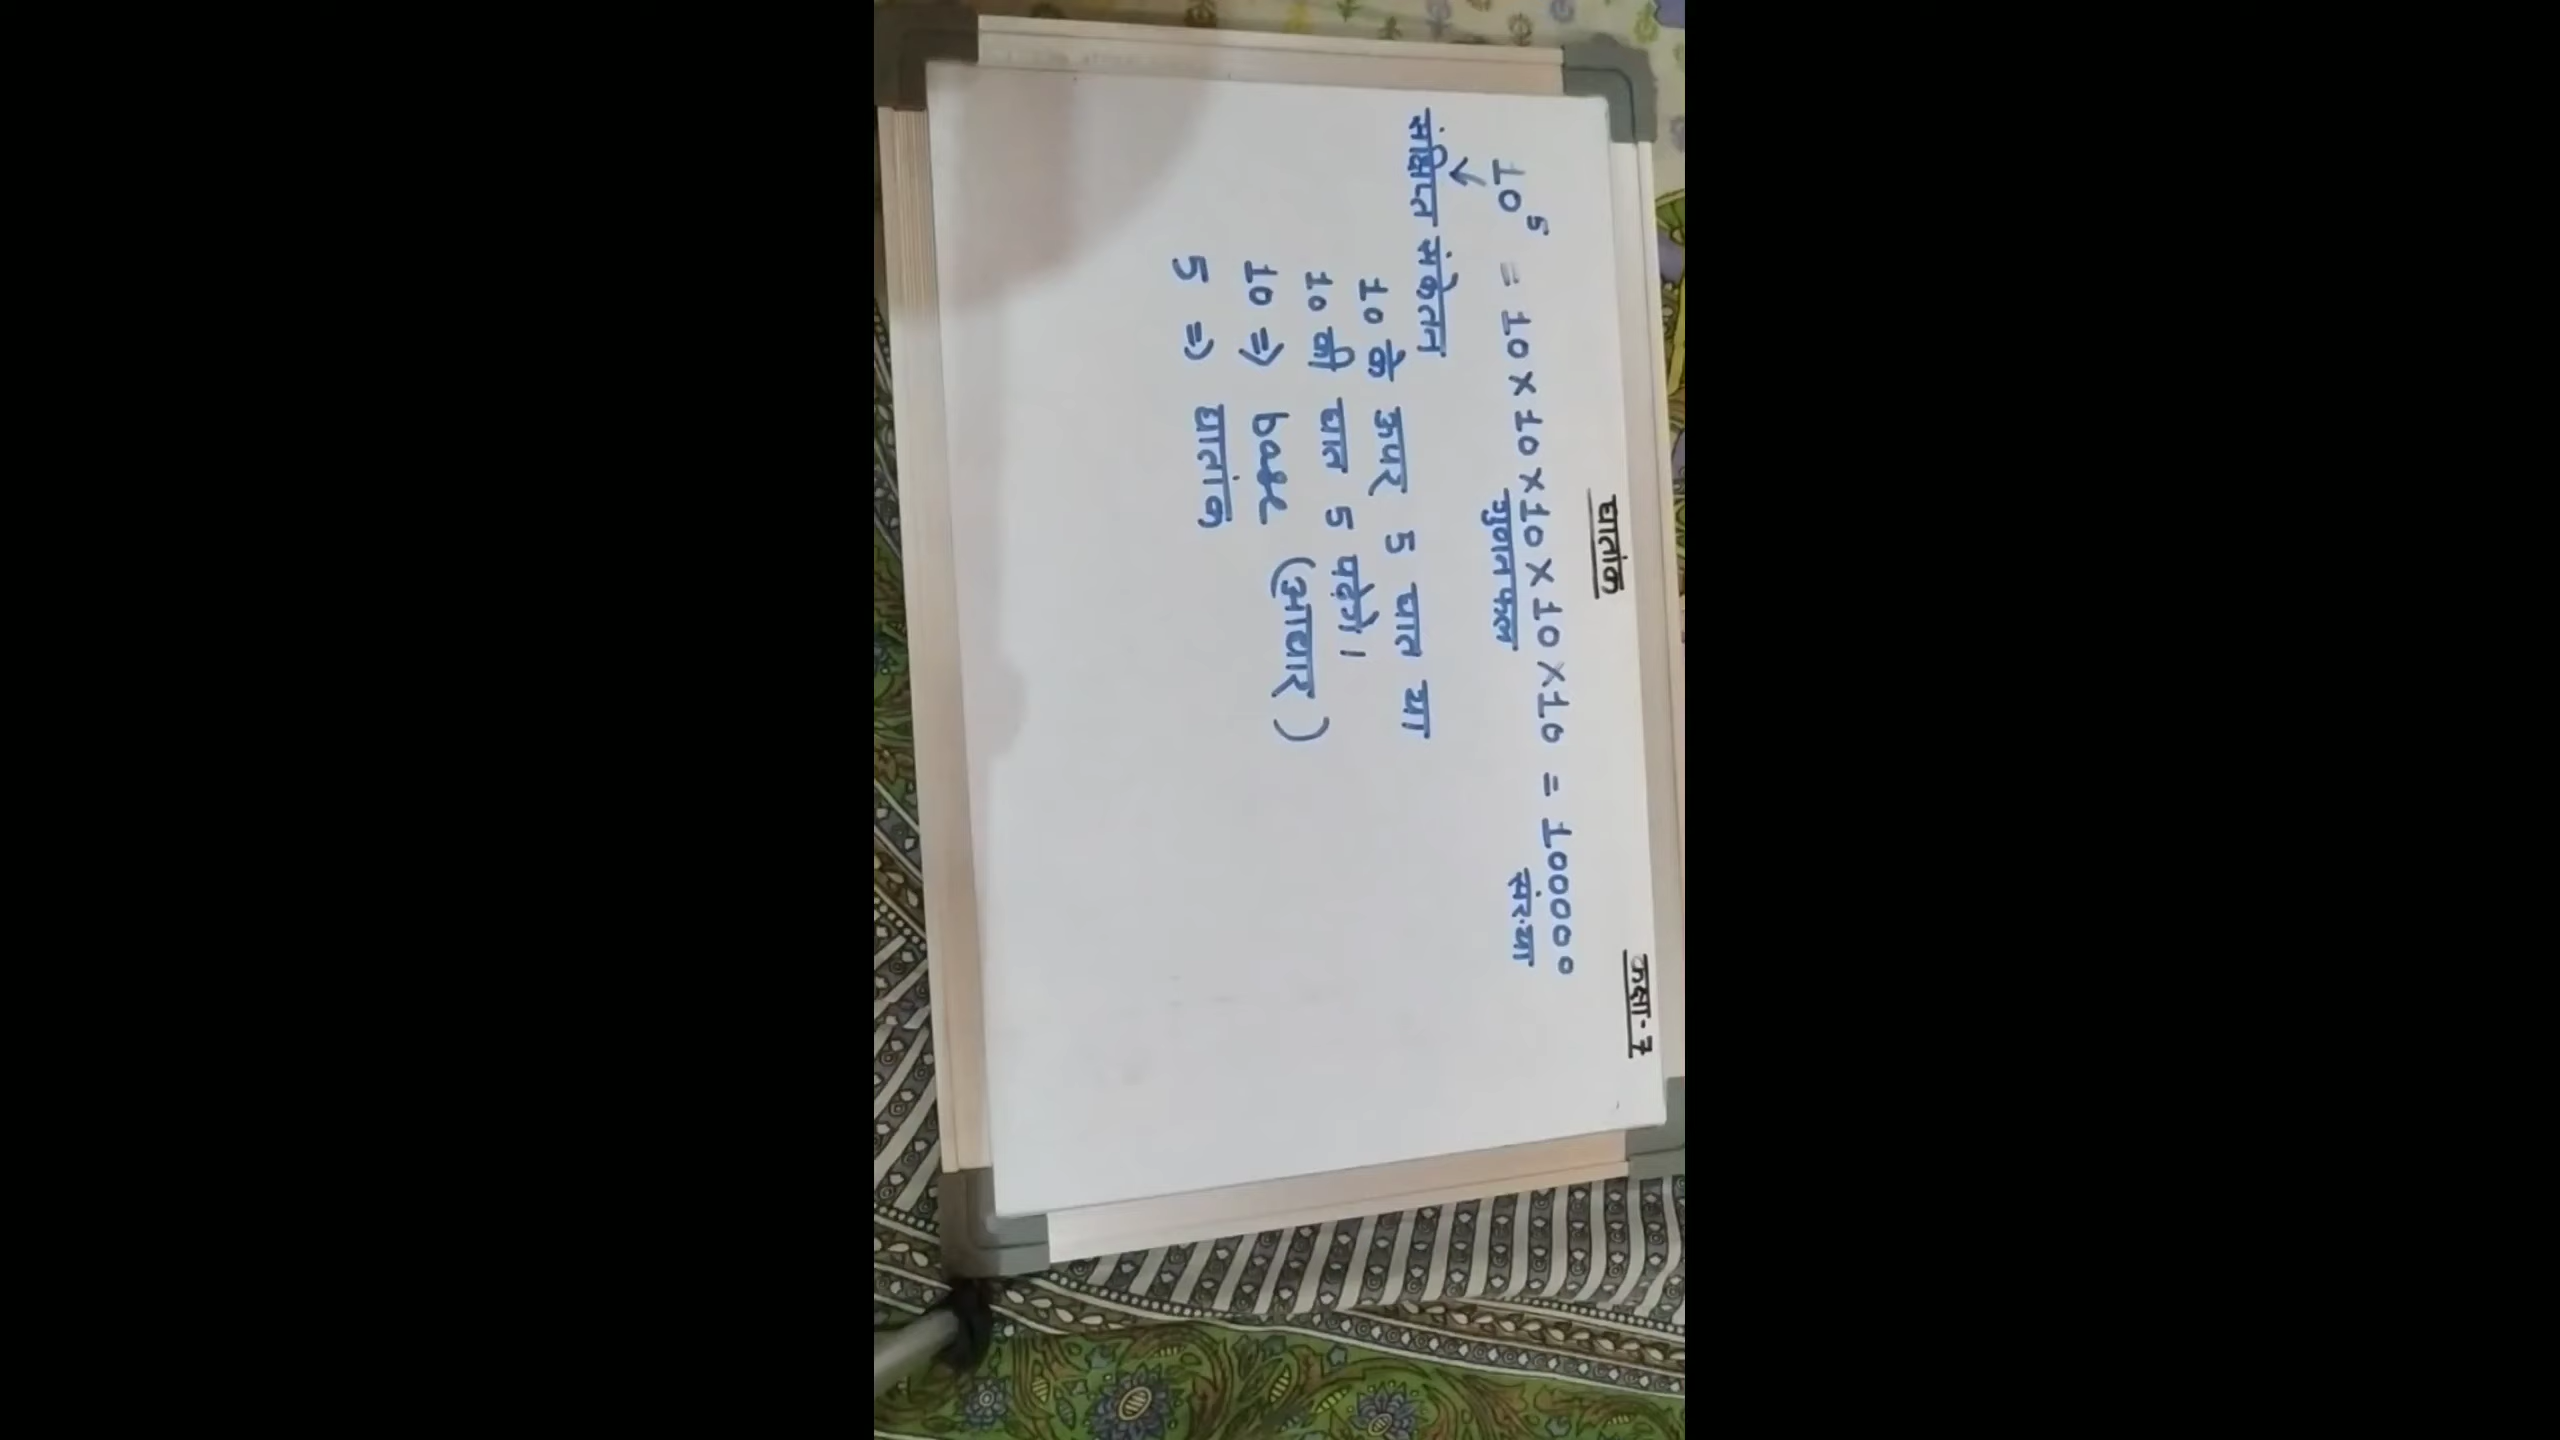 घातांक
कक्षा-7
10⁵ = 10×10×10×10×10 = 100000
संक्षिप्त संकेतन गुणनफल संख्या
10 के ऊपर 5 घात या
10 की घात 5 पढ़ेगे।
10 => base (आधार)
5 => घातांक